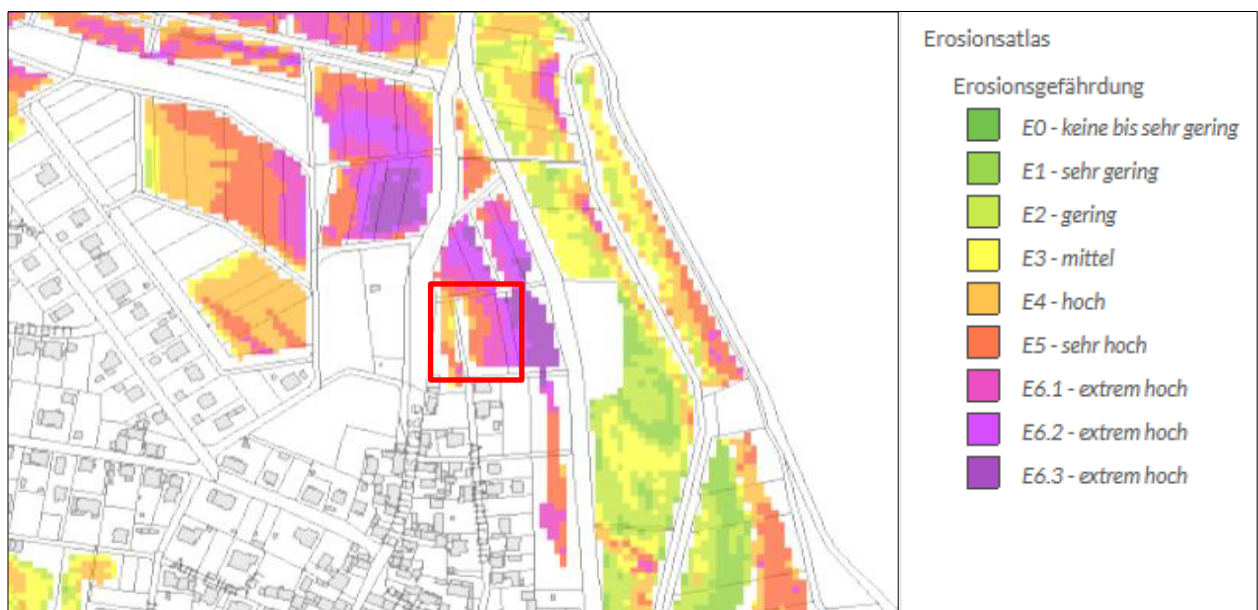 Erosionsatlas
Erosionsgefährdung
E0 - keine bis sehr gering
E1 - sehr gering
E2 - gering
E3 - mittel
E4 - hoch
E5 - sehr hoch
E6.1 - extrem hoch
E6.2 - extrem hoch
E6.3 - extrem hoch